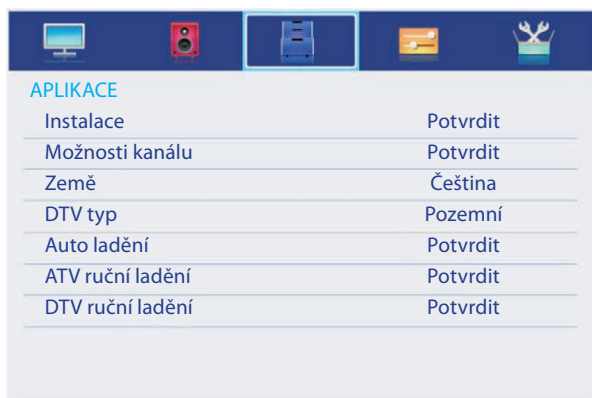 APLIKACE
Instalace Potvrdit
Možnosti kanálu Potvrdit
Země Čeština
DTV typ Pozemní
Auto ladění Potvrdit
ATV ruční ladění Potvrdit
DTV ruční ladění Potvrdit